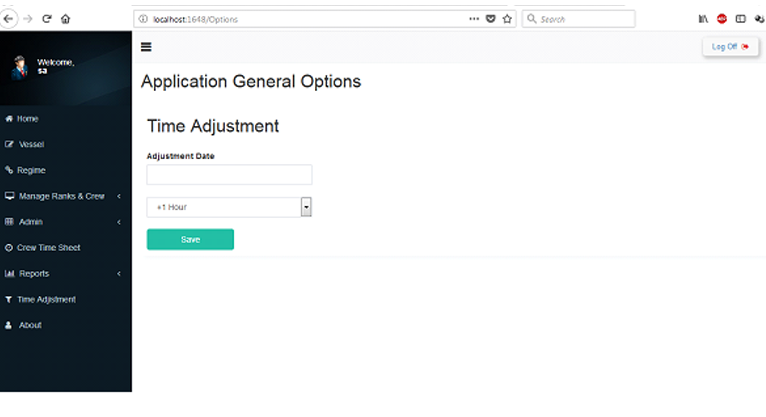 localhost:1648/Options
Search
Welcome,
sa
Log Off
Application General Options
Home
Vessel
Regime
Manage Ranks & Crew
Admin
Crew Time Sheet
Reports
Time Adjistment
About
Time Adjustment
Adjustment Date
+1 Hour
Save